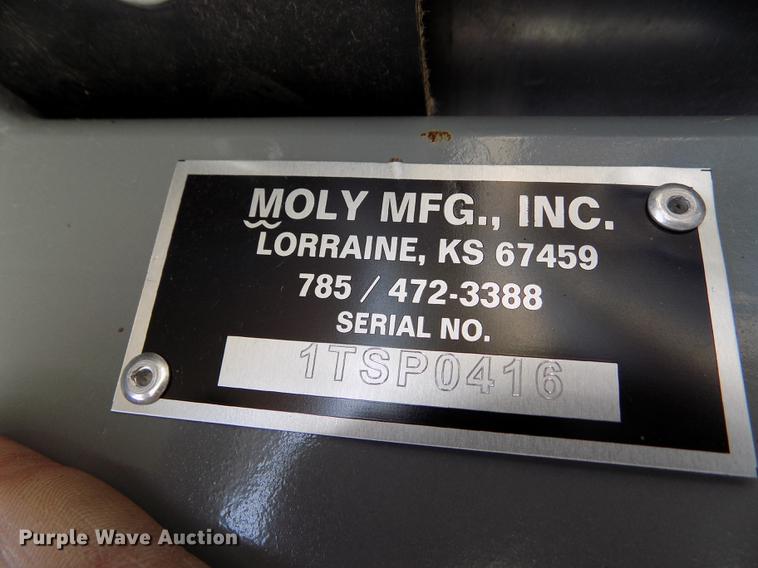 MOLY MFG., INC.
LORRAINE, KS 67459
785 / 472-3388
SERIAL NO.
1TSP0416
Purple Wave Auction